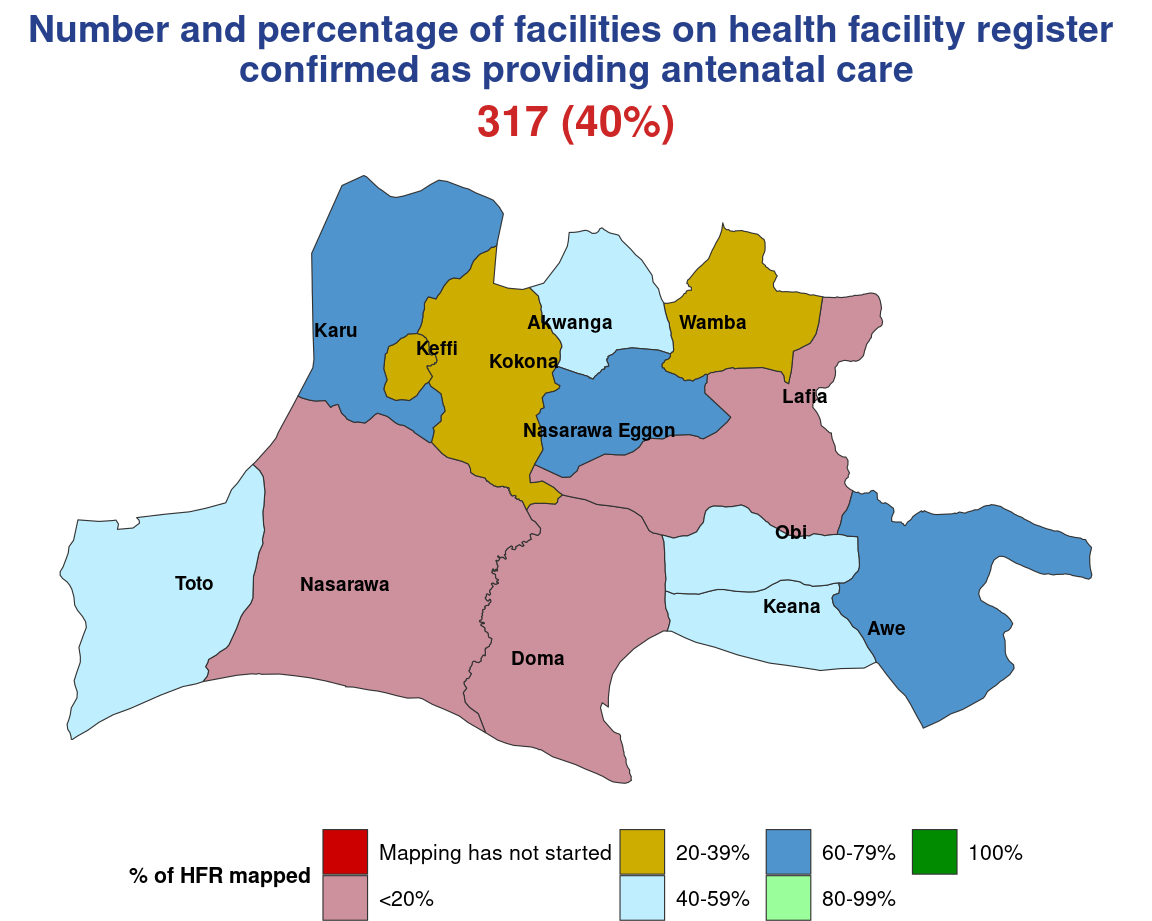 Number and percentage of facilities on health facility register
confirmed as providing antenatal care
317 (40%)
Karu
Keffi
Kokona
Akwanga
Wamba
Lafia
Nasarawa Eggon
Obi
Toto
Nasarawa
Keana
Awe
Doma
% of HFR mapped
Mapping has not started
<20%
20-39%
40-59%
60-79%
80-99%
100%